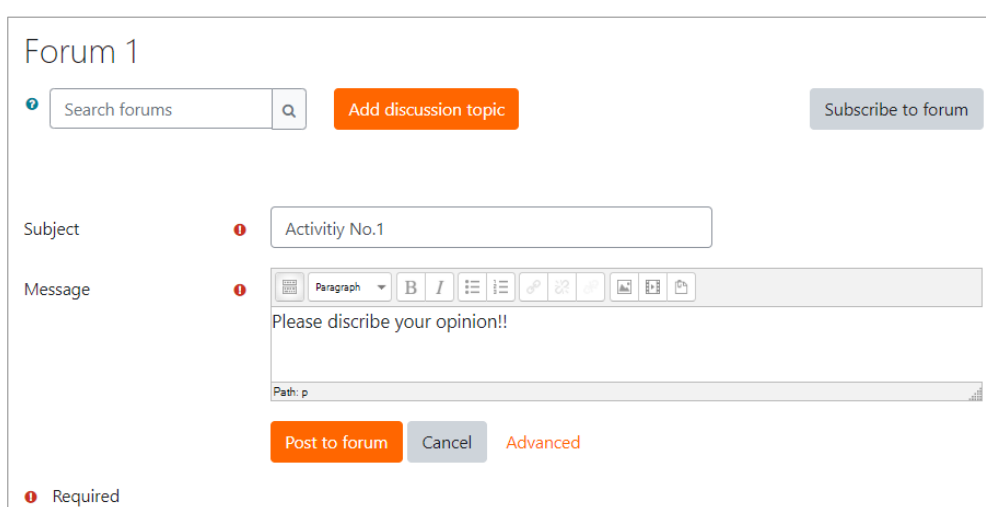 Forum 1
Search forums
Add discussion topic
Subscribe to forum
Subject
Activitiy No.1
Message
Paragraph B I
Please discribe your opinion!!
Path: p
Post to forum Cancel Advanced
Required